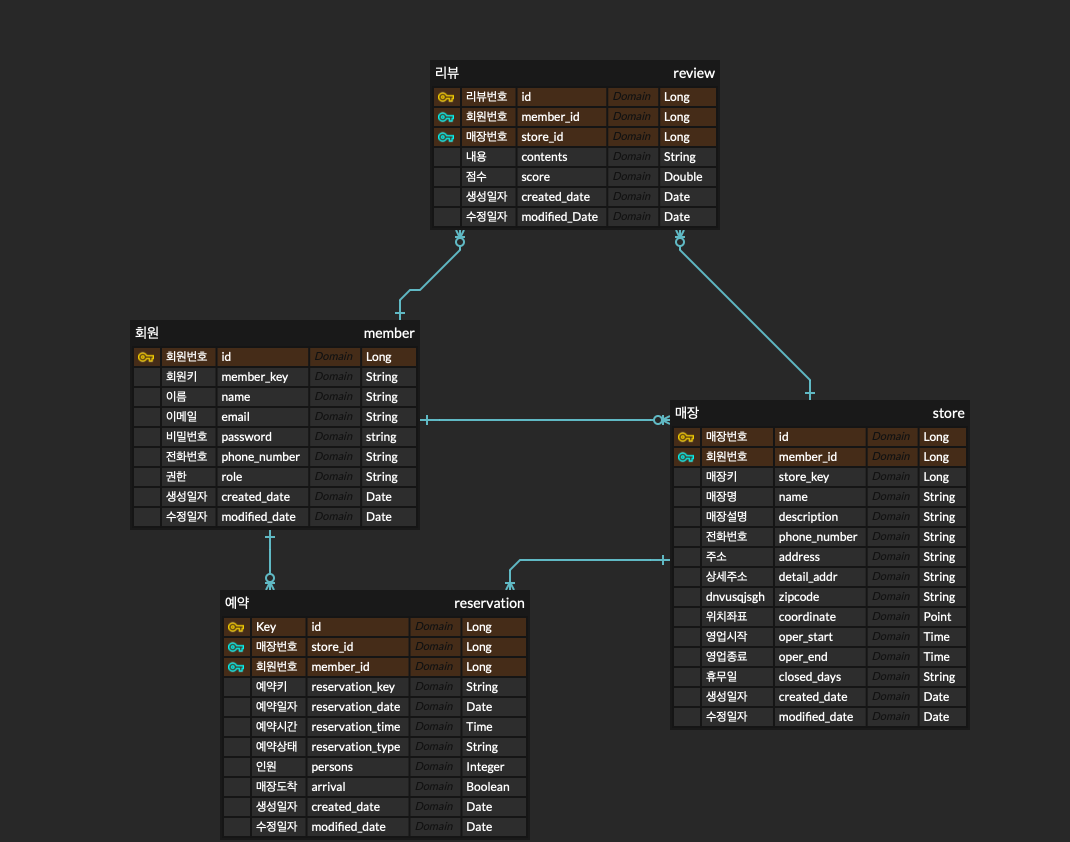 리뷰 review
리뷰번호 id Domain Long
회원번호 member_id Domain Long
매장번호 store_id Domain Long
내용 contents Domain String
점수 score Domain Double
생성일자 created_date Domain Date
수정일자 modified_Date Domain Date
회원 member
회원번호 id Domain Long
회원키 member_key Domain String
이름 name Domain String
이메일 email Domain String
비밀번호 password Domain string
전화번호 phone_number Domain String
권한 role Domain String
생성일자 created_date Domain Date
수정일자 modified_date Domain Date
매장 store
매장번호 id Domain Long
회원번호 member_id Domain Long
매장키 store_key Domain Long
매장명 name Domain String
매장설명 description Domain String
전화번호 phone_number Domain String
주소 address Domain String
상세주소 detail_addr Domain String
dnvusqjsgh zipcode Domain String
위치좌표 coordinate Domain Point
영업시작 oper_start Domain Time
영업종료 oper_end Domain Time
휴무일 closed_days Domain String
생성일자 created_date Domain Date
수정일자 modified_date Domain Date
예약 reservation
Key id Domain Long
매장번호 store_id Domain Long
회원번호 member_id Domain Long
예약키 reservation_key Domain String
예약일자 reservation_date Domain Date
예약시간 reservation_time Domain Time
예약상태 reservation_type Domain String
인원 persons Domain Integer
매장도착 arrival Domain Boolean
생성일자 created_date Domain Date
수정일자 modified_date Domain Date